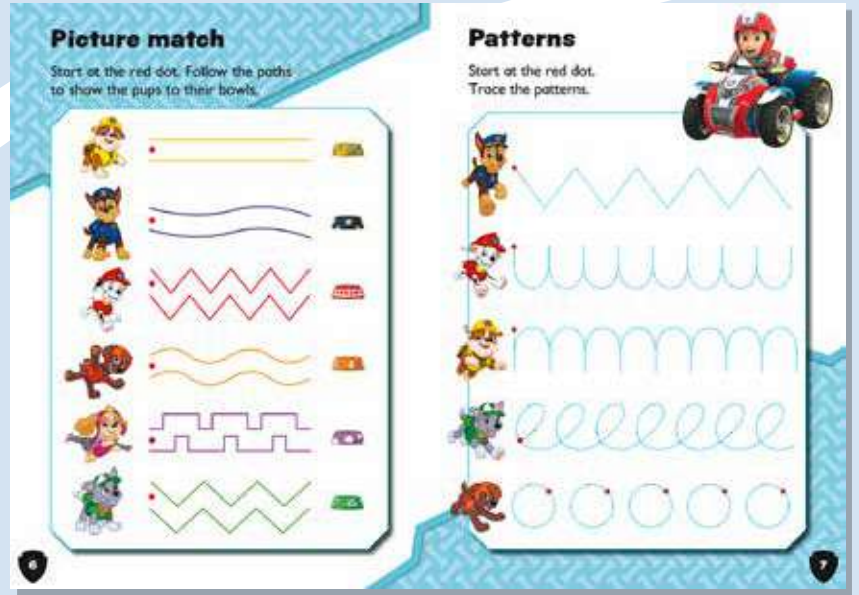 Picture match
Start at the red dot. Follow the paths
to show the pups to their bowls.
Patterns
Start at the red dot.
Trace the patterns.
6
7